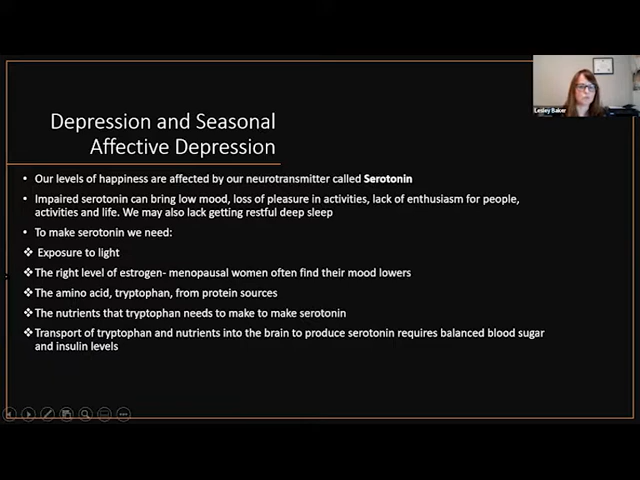 Lesley Baker
Depression and Seasonal
Affective Depression
• Our levels of happiness are affected by our neurotransmitter called Serotonin
• Impaired serotonin can bring low mood, loss of pleasure in activities, lack of enthusiasm for people,
activities and life. We may also lack getting restful deep sleep
• To make serotonin we need:
❖ Exposure to light
❖ The right level of estrogen- menopausal women often find their mood lowers
❖ The amino acid, tryptophan, from protein sources
❖ The nutrients that tryptophan needs to make to make serotonin
❖ Transport of tryptophan and nutrients into the brain to produce serotonin requires balanced blood sugar
and insulin levels